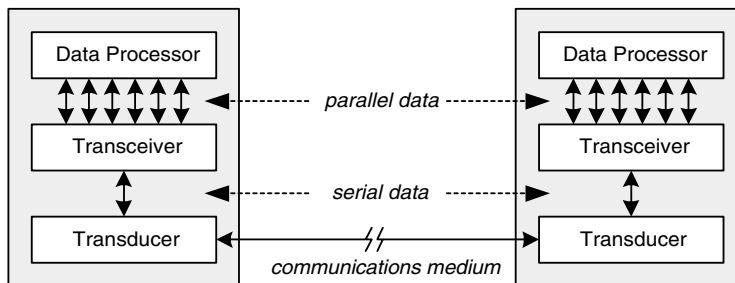 Data Processor
Data Processor
parallel data
Transceiver
Transceiver
serial data
Transducer
Transducer
communications medium